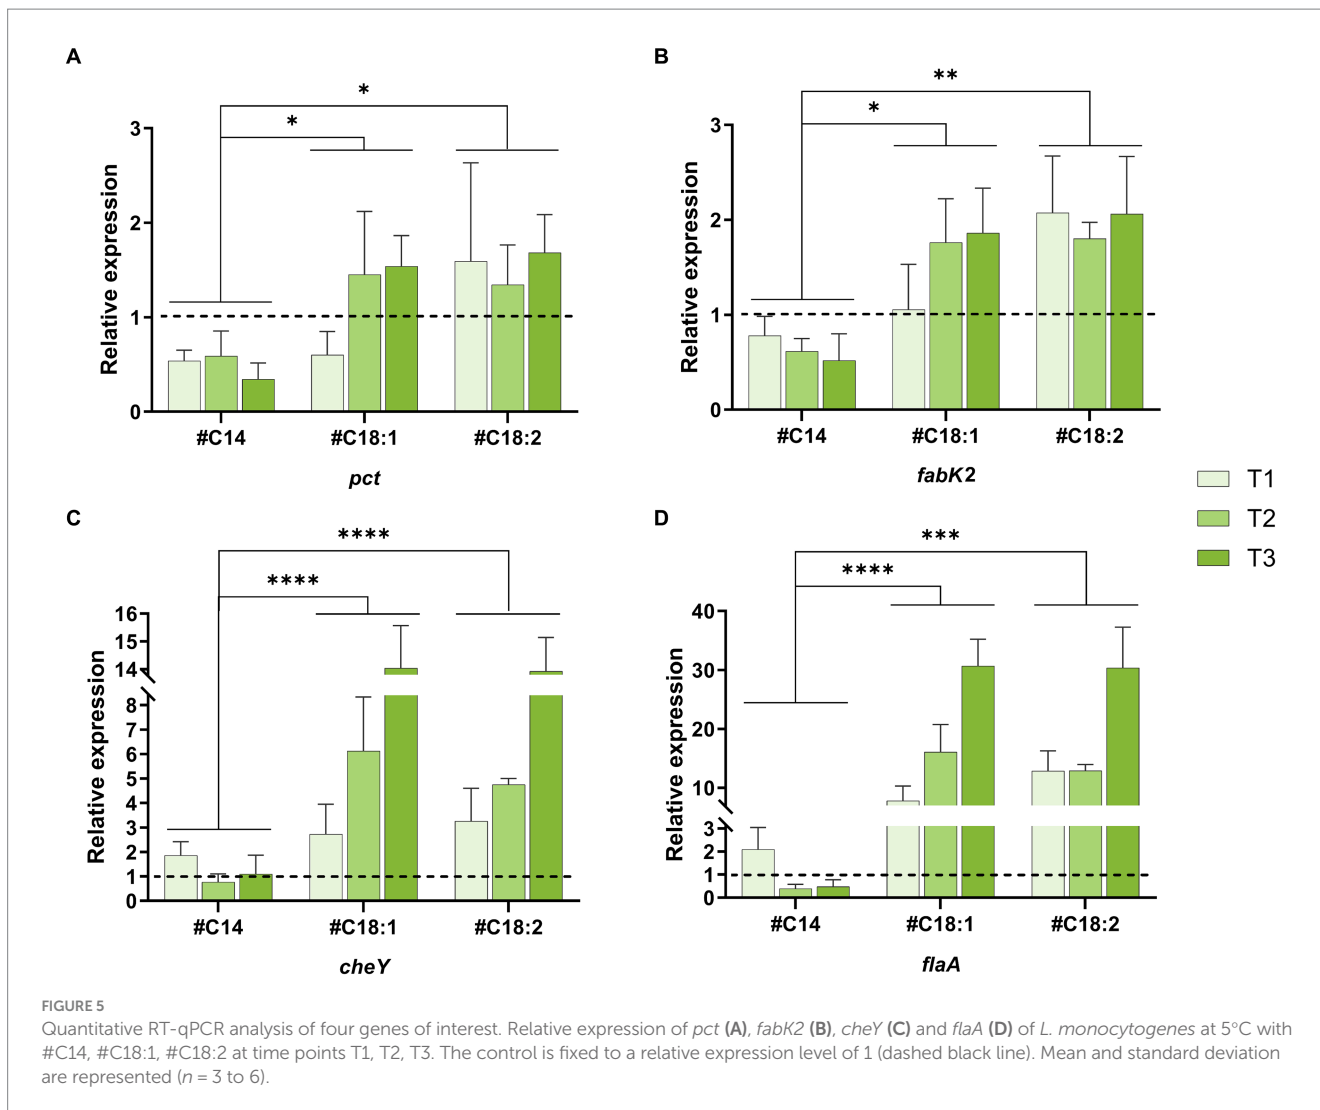 A
*
*
3
2
1
0
Relative expression
#C14
#C18:1
#C18:2
pct
B
**
*
3
2
1
0
Relative expression
#C14
#C18:1
#C18:2
fabK2
T1
T2
T3
C
****
****
16
15
14
8
7
6
5
4
3
2
1
0
Relative expression
#C14
#C18:1
#C18:2
cheY
D
***
****
40
30
20
10
3
2
1
0
Relative expression
#C14
#C18:1
#C18:2
flaA
FIGURE 5
Quantitative RT-qPCR analysis of four genes of interest. Relative expression of pct (A), fabK2 (B), cheY (C) and flaA (D) of L. monocytogenes at 5°C with
#C14, #C18:1, #C18:2 at time points T1, T2, T3. The control is fixed to a relative expression level of 1 (dashed black line). Mean and standard deviation
are represented (n = 3 to 6).